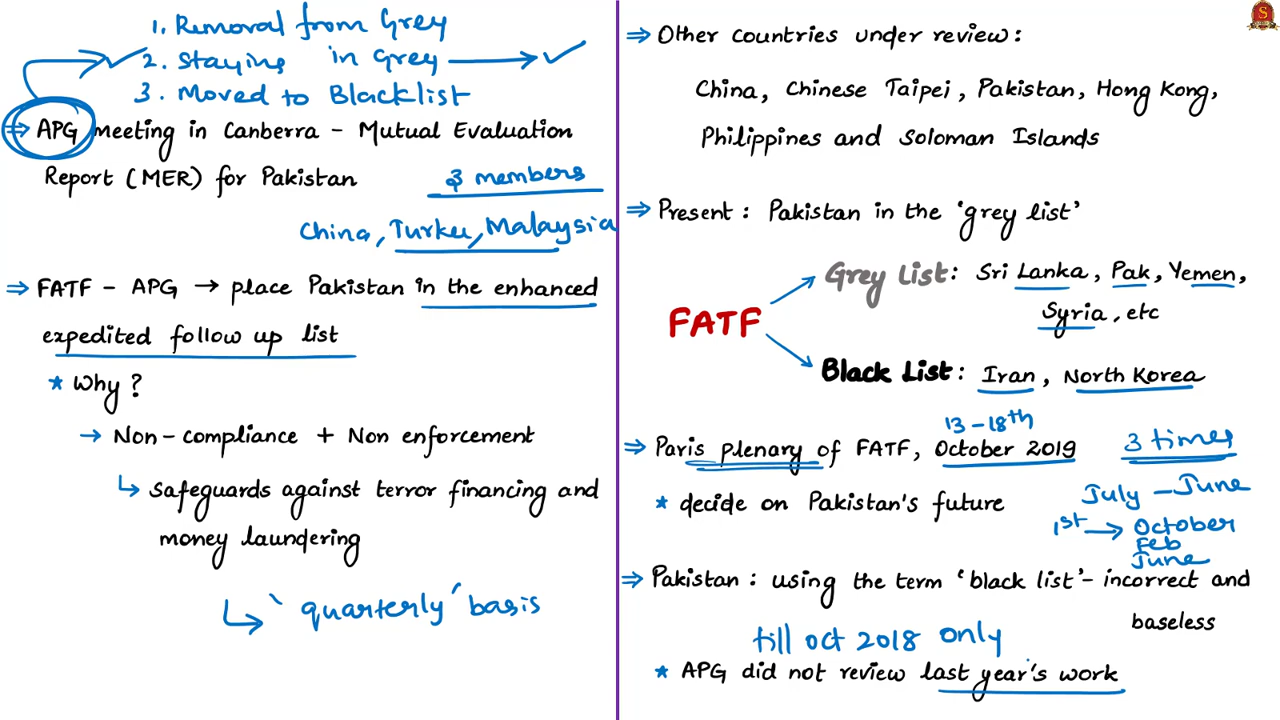 1. Removal from Grey
2. Staying in Grey → ✓
3. Moved to Blacklist
⇒ APG meeting in Canberra - Mutual Evaluation
Report (MER) for Pakistan
3 members
China, Turkey, Malaysia
⇒ FATF - APG → place Pakistan in the enhanced
expedited follow up list
* Why?
→ Non-compliance + Non enforcement
↳ Safeguards against terror financing and
money laundering
↳ 'quarterly' basis
⇒ Other countries under review:
China, Chinese Taipei, Pakistan, Hong Kong,
Philippines and Soloman Islands
⇒ Present: Pakistan in the 'grey list'
Grey List: Sri Lanka, Pak, Yemen,
Syria, etc
FATF
Black List: Iran, North Korea
13-18th
⇒ Paris plenary of FATF, October 2019
3 times
* decide on Pakistan's future
July - June
1st → October
Feb
June
⇒ Pakistan: using the term 'black list' - incorrect and
baseless
till oct 2018 only
* APG did not review last year's work